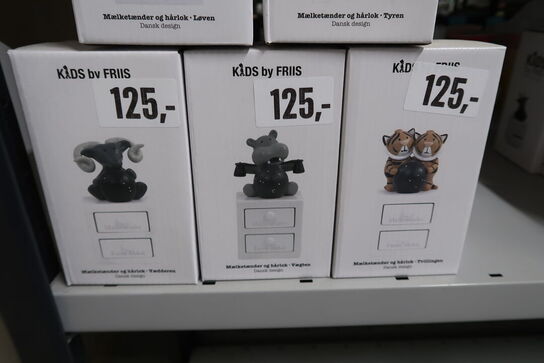 Mælketænder og hårlok · Løven
Dansk design
Mælketænder og hårlok · Tyren
Dansk design
KIDS by FRIIS
125,-
Mælketænder og hårlok · Vædderen
Dansk design
KIDS by FRIIS
125,-
Mælketænder og hårlok · Vægten
Dansk design
125,-
Mælketænder og hårlok · Tvillingen
Dansk design